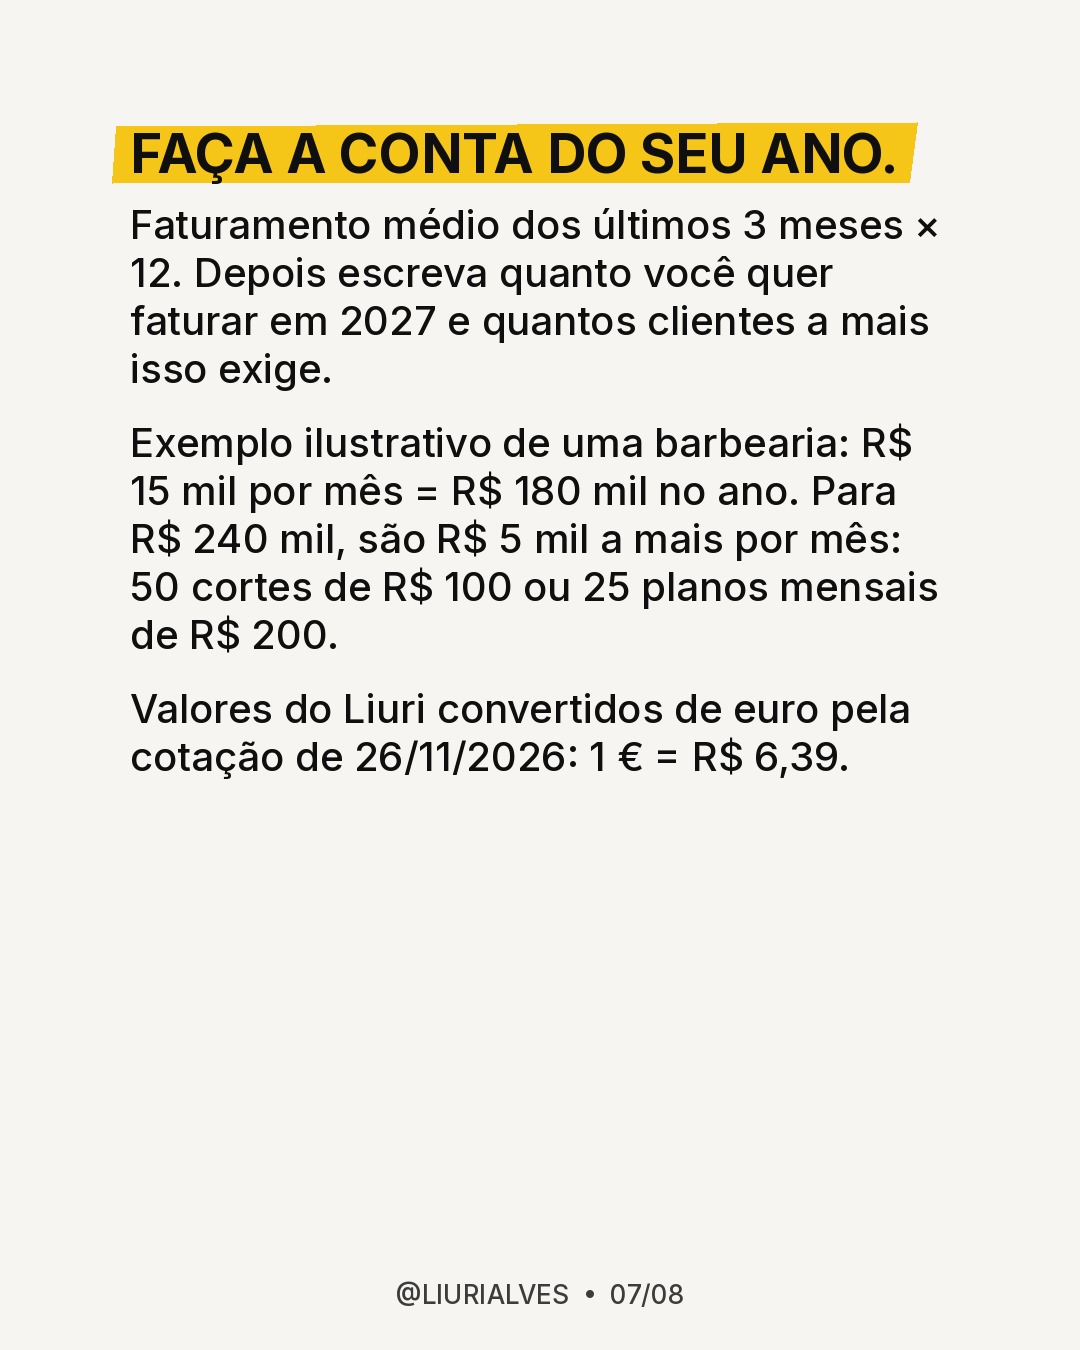 FAÇA A CONTA DO SEU ANO.
Faturamento médio dos últimos 3 meses ×
12. Depois escreva quanto você quer
faturar em 2027 e quantos clientes a mais
isso exige.
Exemplo ilustrativo de uma barbearia: R$
15 mil por mês = R$ 180 mil no ano. Para
R$ 240 mil, são R$ 5 mil a mais por mês:
50 cortes de R$ 100 ou 25 planos mensais
de R$ 200.
Valores do Liuri convertidos de euro pela
cotação de 26/11/2026: 1 € = R$ 6,39.
@LIURIALVES • 07/08